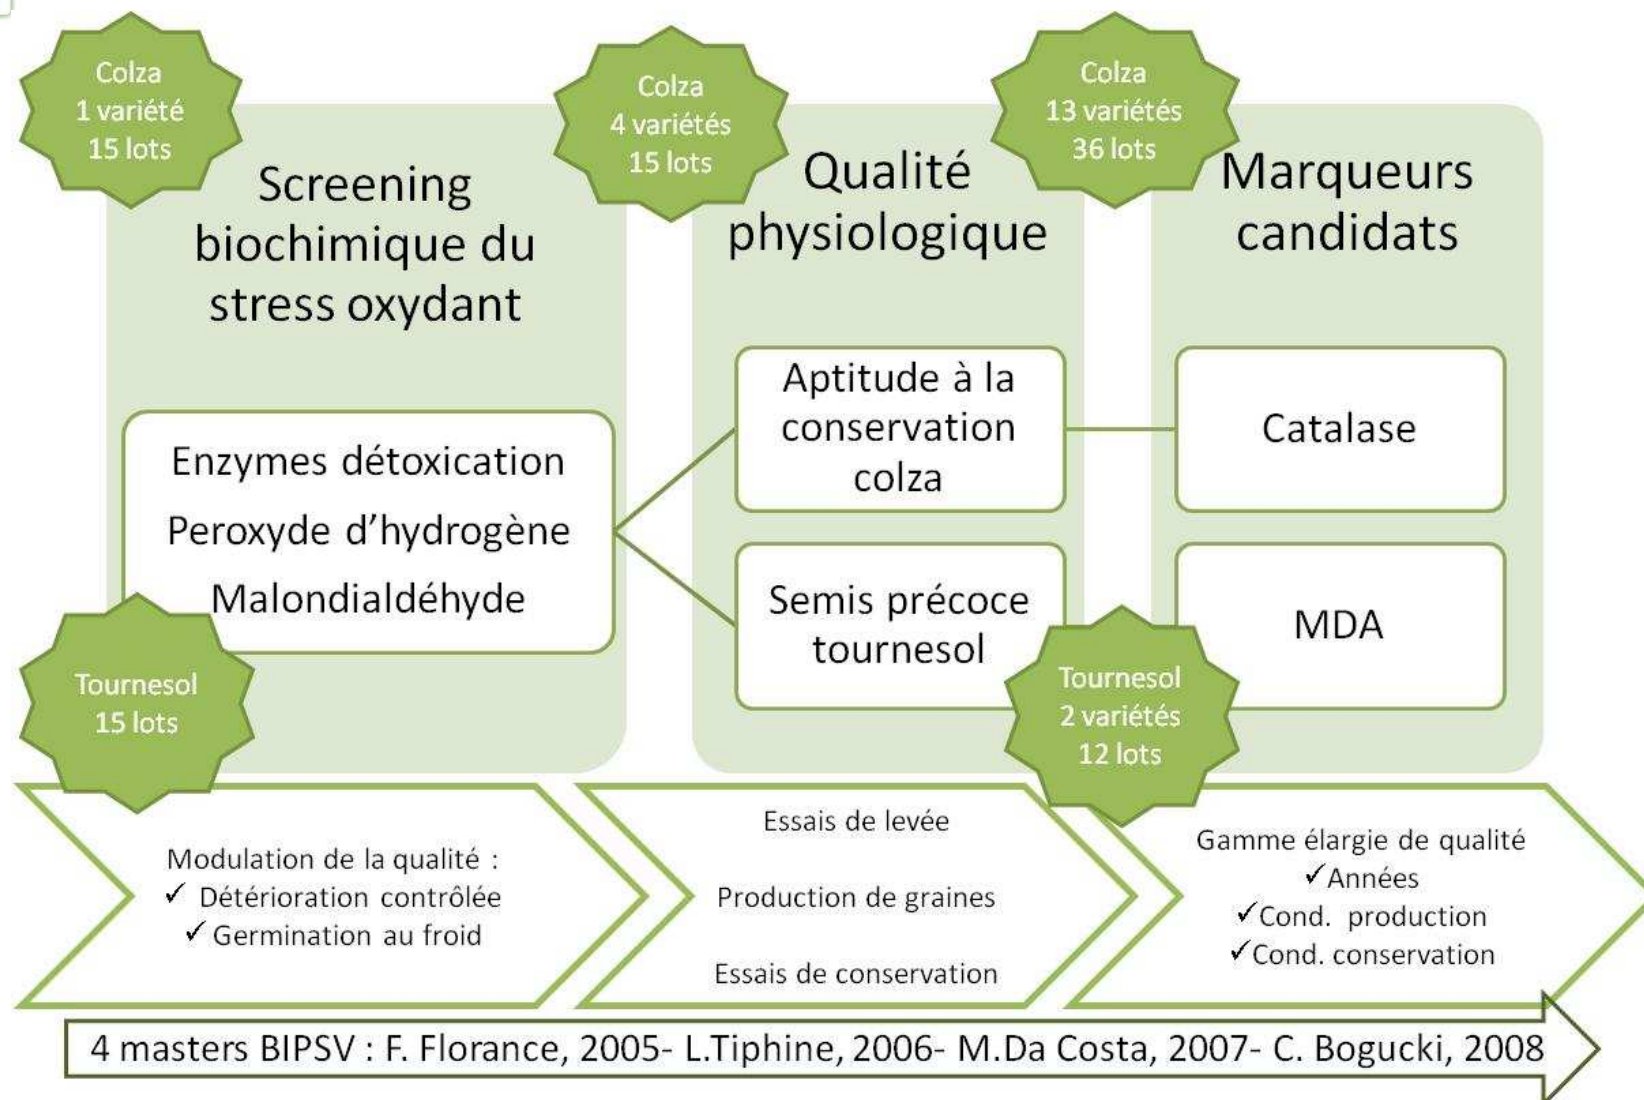 Colza
1 variété
15 lots
Screening
biochimique du
stress oxydant
Enzymes détoxication
Peroxyde d'hydrogène
Malondialdéhyde
Tournesol
15 lots
Colza
4 variétés
15 lots
Qualité
physiologique
Aptitude à la
conservation
colza
Semis précoce
tournesol
Colza
13 variétés
36 lots
Marqueurs
candidats
Catalase
MDA
Tournesol
2 variétés
12 lots
Modulation de la qualité :
✓ Détérioration contrôlée
✓ Germination au froid
Essais de levée
Production de graines
Essais de conservation
Gamme élargie de qualité
✓Années
✓Cond. production
✓Cond. conservation
4 masters BIPSV : F. Florance, 2005- L.Tiphine, 2006- M.Da Costa, 2007- C. Bogucki, 2008